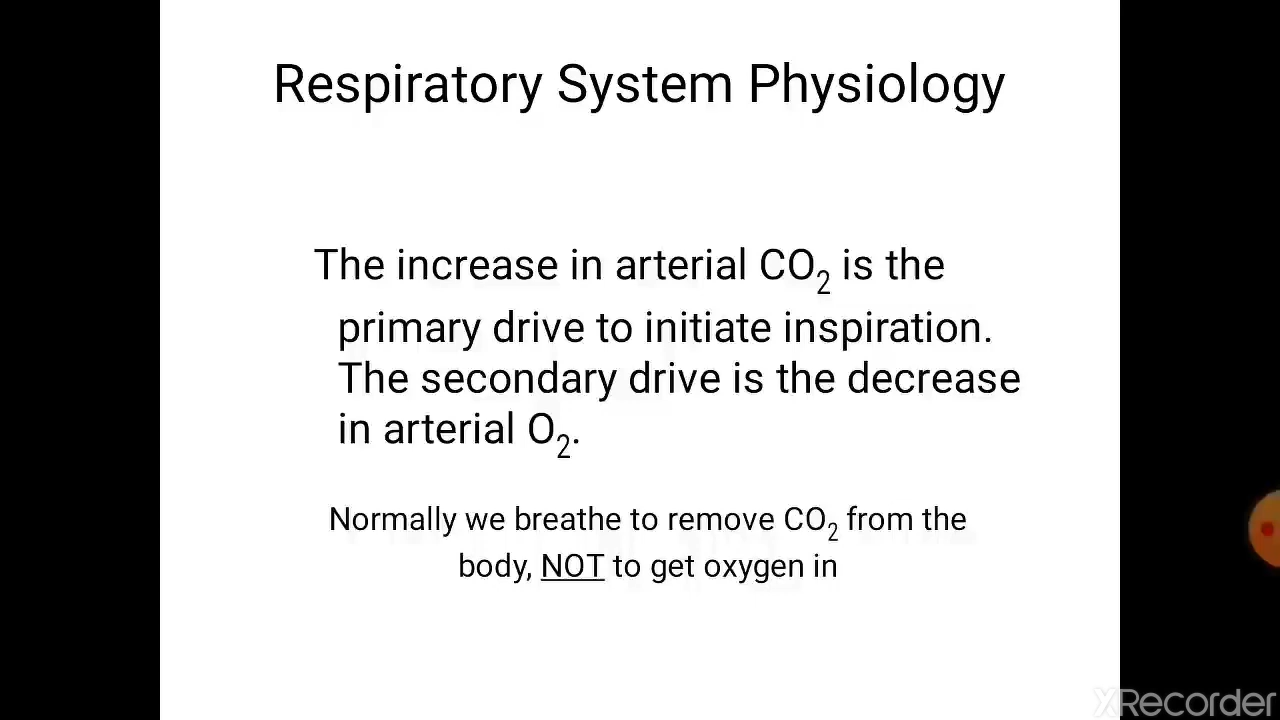 Respiratory System Physiology
The increase in arterial CO₂ is the
primary drive to initiate inspiration.
The secondary drive is the decrease
in arterial O₂.
Normally we breathe to remove CO₂ from the
body, NOT to get oxygen in
XRecorder